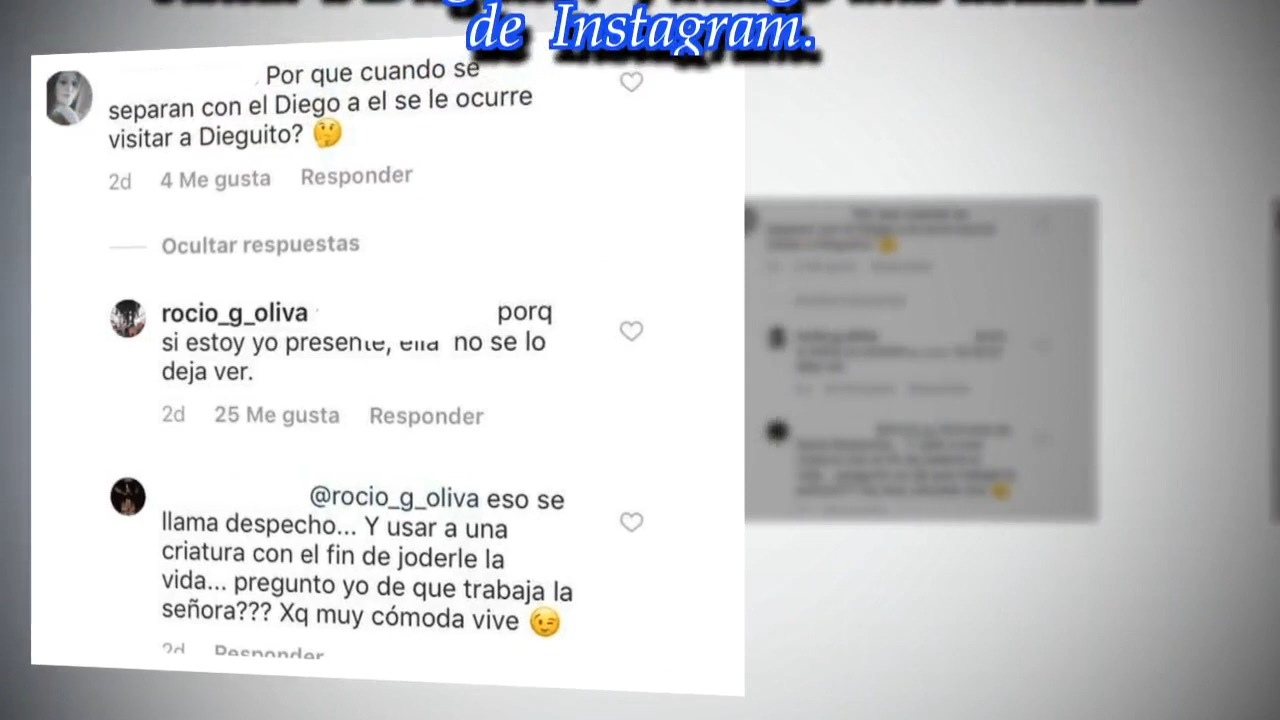 de Instagram.
Por que cuando se
separan con el Diego a el se le ocurre
visitar a Dieguito? 🤔
2d 4 Me gusta Responder
Ocultar respuestas
rocio_g_oliva porq
si estoy yo presente, ella no se lo
deja ver.
2d 25 Me gusta Responder
@rocio_g_oliva eso se
llama despecho... Y usar a una
criatura con el fin de joderle la
vida... pregunto yo de que trabaja la
señora??? Xq muy cómoda vive 😉
2d Responder